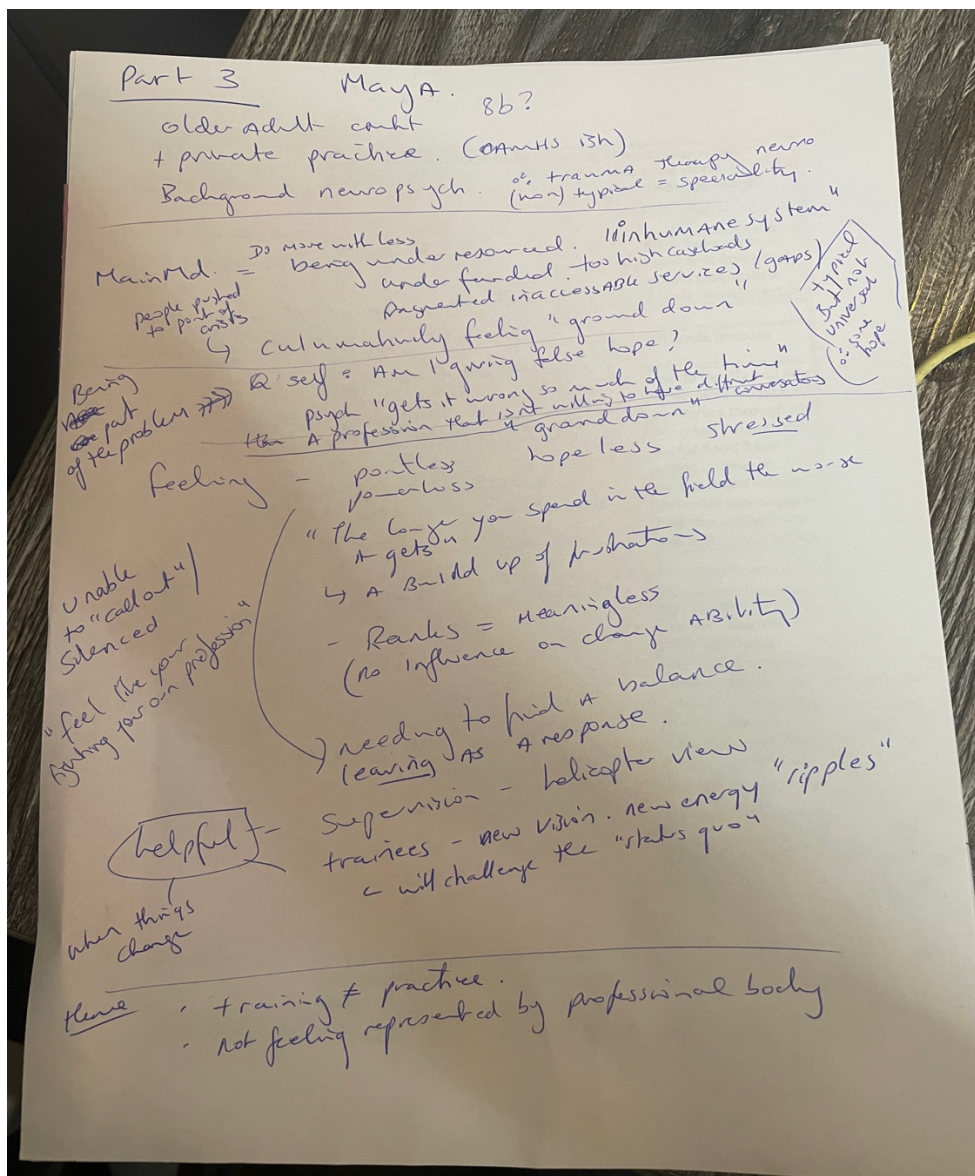 Part 3 Maya.
8b?
older Adult
+ private practice. (OAMHS 13h)
Background neuropsych. ∴ trauma therapy neuro
(non) typical = speciality.
Do more with less
Main Md. = being under resourced. "inhumane system"
under funded. too high caseloads
fragmented inaccessABle services (gaps)
people pushed
to point of
crisis
typical
But not
universal
∴ some
hope
↳ culumahvely feelig "ground down"
Being
part
of the problem >>> Q self: Am I giving false hope?
psych "gets it wrong so much of the time"
A profession that isnt willing to have difficult conversations
"ground down"
feeling - pointless hopeless stressed
powerless
"The longer you spend in the field the worse
it gets"
↳ A Build up of frustrations
unable
to "call out"/
Silenced
"feel like your
fighting your own profession"
- Ranks = Meaningless
(no influence on change ABility)
needing to find A balance.
leaving As A response.
helpful - Supervision - helicopter view
trainees - new vision. new energy "ripples"
will challenge the "status quo"
when things
change
theme · training ≠ practice.
· not feeling represented by professional body